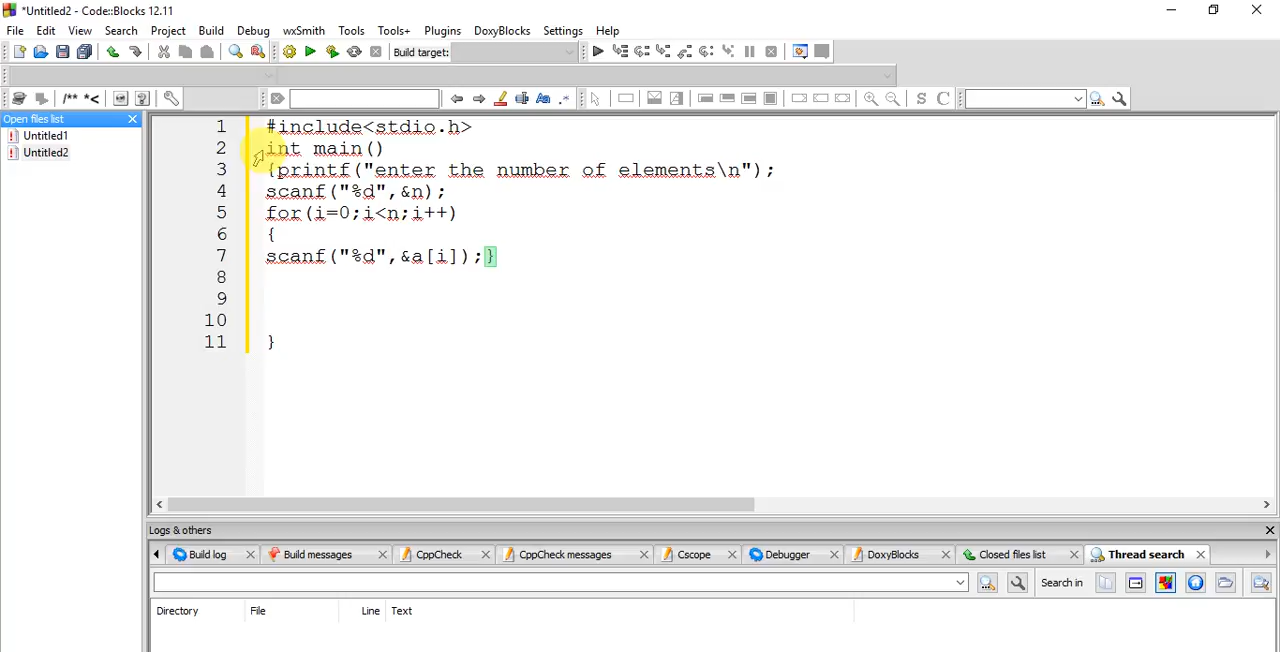 *Untitled2 - Code::Blocks 12.11
File Edit View Search Project Build Debug wxSmith Tools Tools+ Plugins DoxyBlocks Settings Help
Build target:
/** *<
S C
Open files list
Untitled1
Untitled2
1 #include<stdio.h>
2 int main()
3 {printf("enter the number of elements\n");
4 scanf("%d",&n);
5 for(i=0;i<n;i++)
6 {
7 scanf("%d",&a[i]);}
8
9
10
11 }
Logs & others
Build log Build messages CppCheck CppCheck messages Cscope Debugger DoxyBlocks Closed files list Thread search
Search in
Directory File Line Text